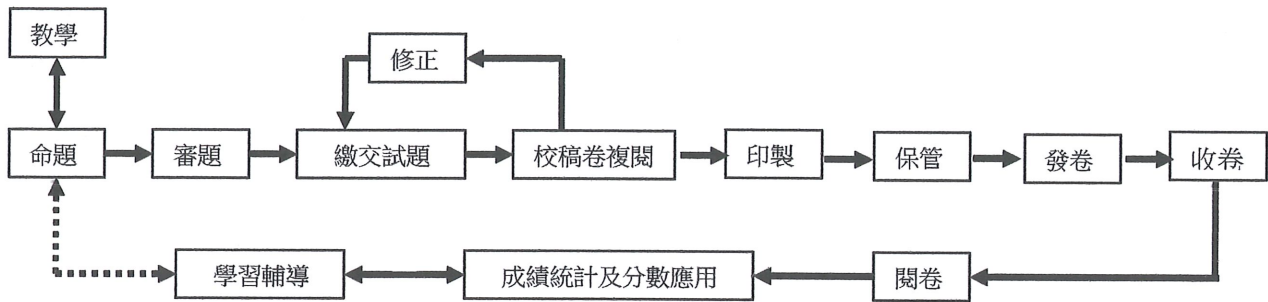 教學
修正
命題
審題
繳交試題
校稿卷複閱
印製
保管
發卷
收卷
學習輔導
成績統計及分數應用
閱卷